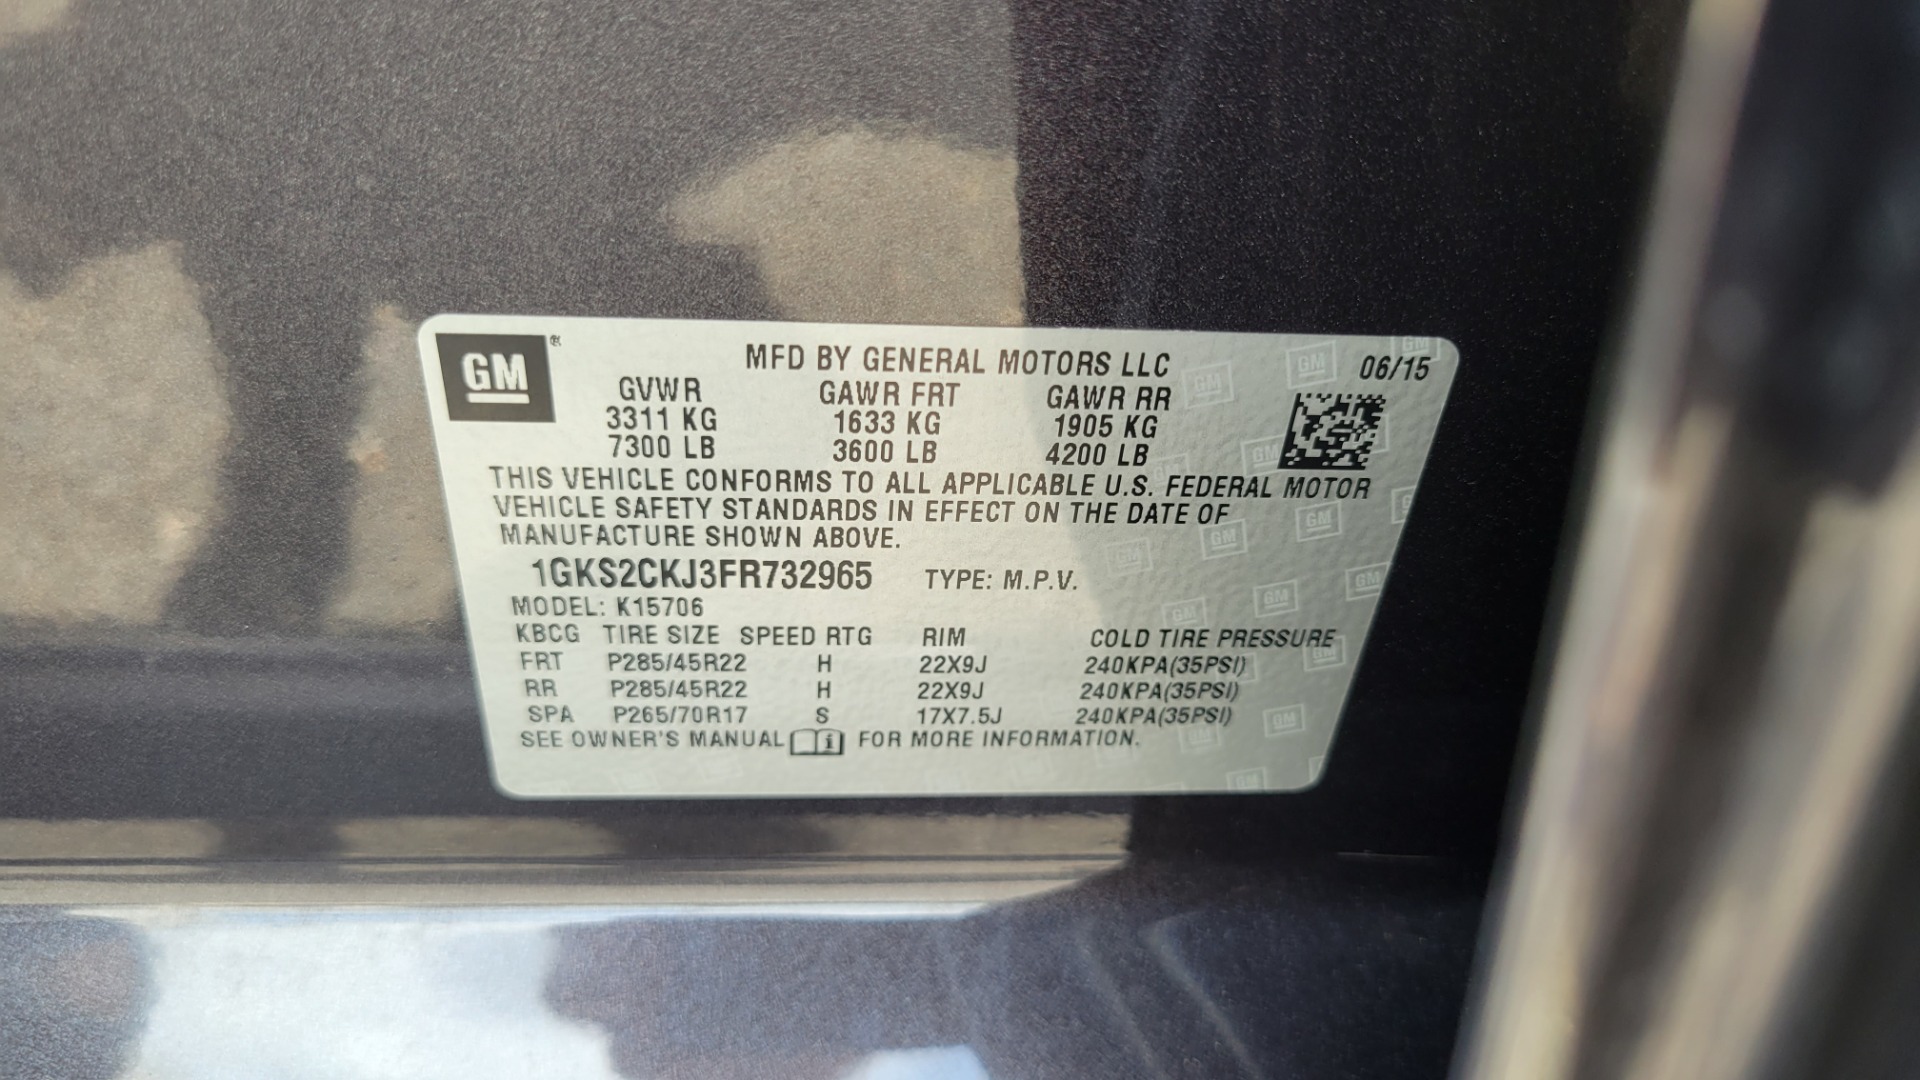 GM®
MFD BY GENERAL MOTORS LLC 06/15
GVWR GAWR FRT GAWR RR
3311 KG 1633 KG 1905 KG
7300 LB 3600 LB 4200 LB
THIS VEHICLE CONFORMS TO ALL APPLICABLE U.S. FEDERAL MOTOR
VEHICLE SAFETY STANDARDS IN EFFECT ON THE DATE OF
MANUFACTURE SHOWN ABOVE.
1GKS2CKJ3FR732965 TYPE: M.P.V.
MODEL: K15706
KBCG TIRE SIZE SPEED RTG RIM COLD TIRE PRESSURE
FRT P285/45R22 H 22X9J 240KPA(35PSI)
RR P285/45R22 H 22X9J 240KPA(35PSI)
SPA P265/70R17 S 17X7.5J 240KPA(35PSI)
SEE OWNER'S MANUAL i FOR MORE INFORMATION.